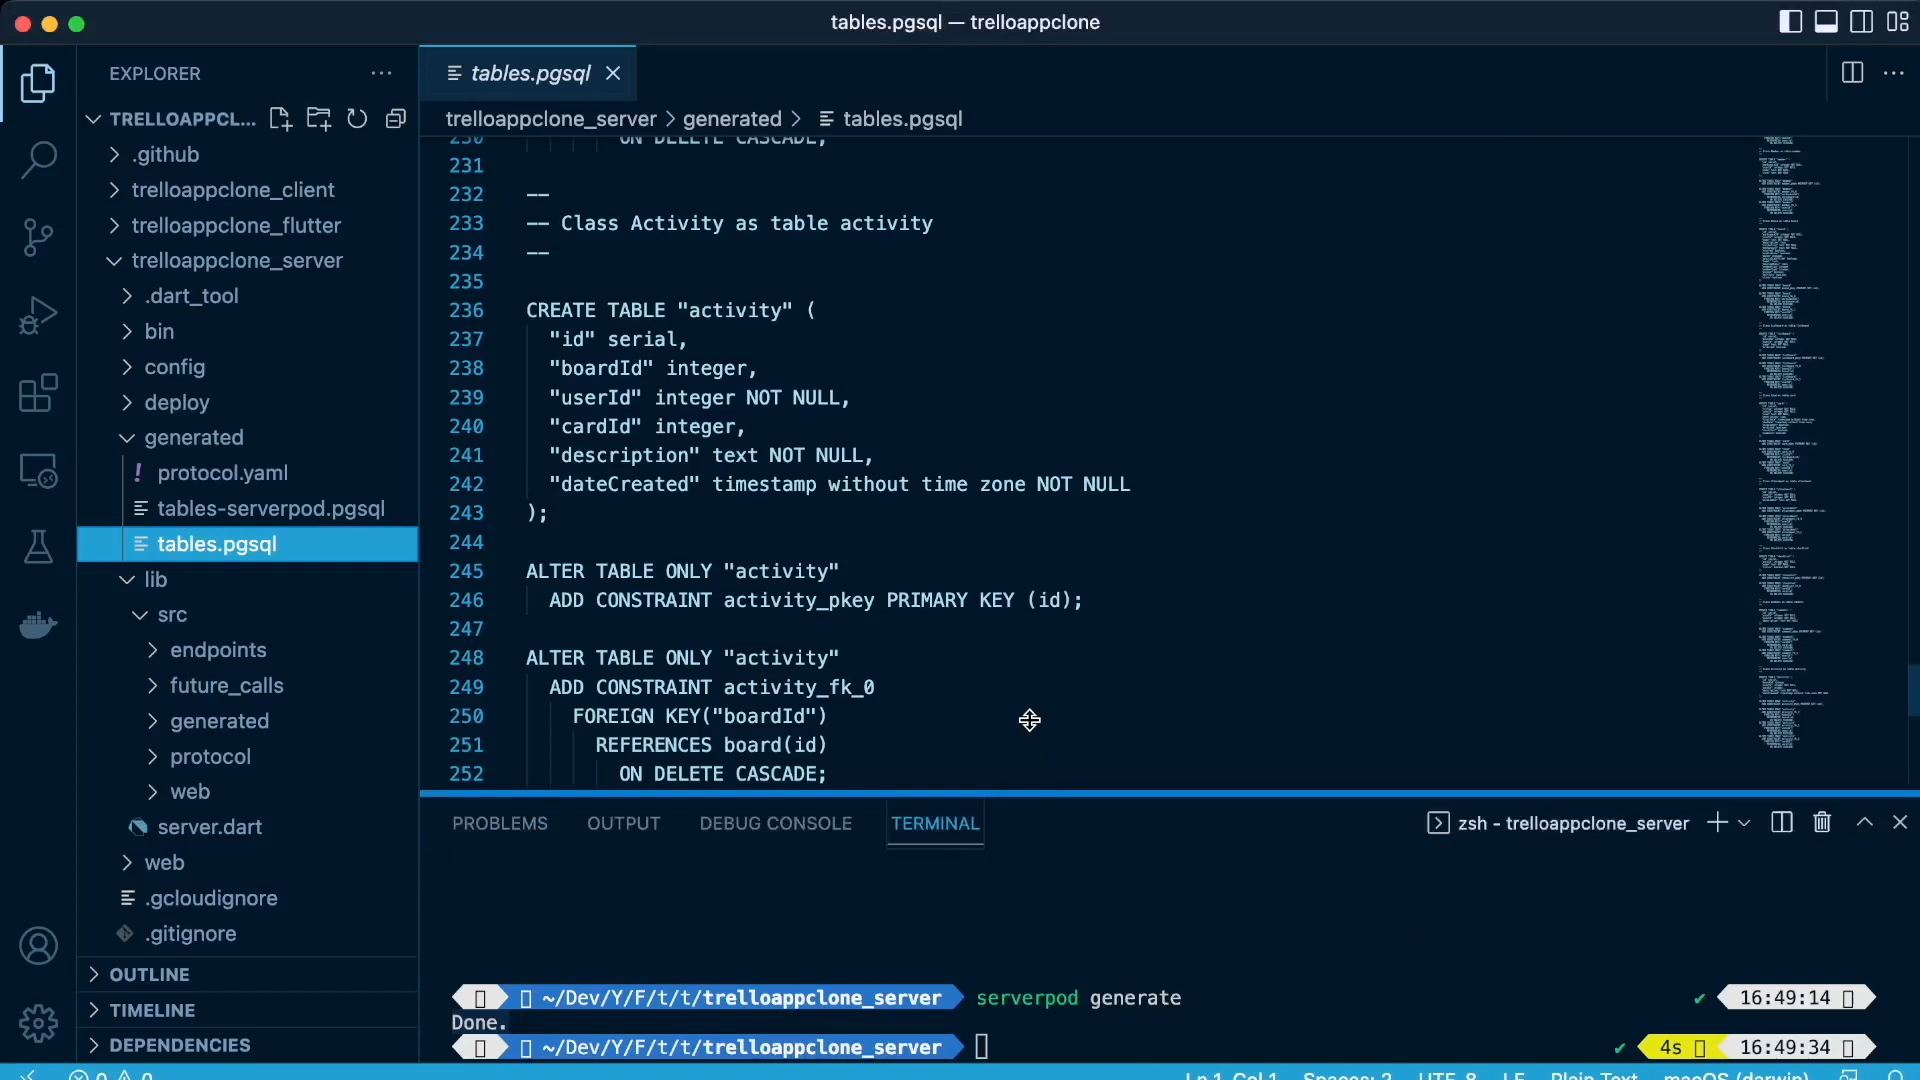 tables.pgsql — trelloappclone
EXPLORER
TRELLOAPPCL...
.github
trelloappclone_client
trelloappclone_flutter
trelloappclone_server
.dart_tool
bin
config
deploy
generated
! protocol.yaml
tables-serverpod.pgsql
tables.pgsql
lib
src
endpoints
future_calls
generated
protocol
web
server.dart
web
.gcloudignore
.gitignore
OUTLINE
TIMELINE
DEPENDENCIES
tables.pgsql
trelloappclone_server > generated > tables.pgsql
230 ON DELETE CASCADE;
231
232 --
233 -- Class Activity as table activity
234 --
235
236 CREATE TABLE "activity" (
237 "id" serial,
238 "boardId" integer,
239 "userId" integer NOT NULL,
240 "cardId" integer,
241 "description" text NOT NULL,
242 "dateCreated" timestamp without time zone NOT NULL
243 );
244
245 ALTER TABLE ONLY "activity"
246 ADD CONSTRAINT activity_pkey PRIMARY KEY (id);
247
248 ALTER TABLE ONLY "activity"
249 ADD CONSTRAINT activity_fk_0
250 FOREIGN KEY("boardId")
251 REFERENCES board(id)
252 ON DELETE CASCADE;
PROBLEMS OUTPUT DEBUG CONSOLE TERMINAL
zsh - trelloappclone_server
~/Dev/Y/F/t/t/trelloappclone_server serverpod generate ✔ 16:49:14
Done.
~/Dev/Y/F/t/t/trelloappclone_server ✔ 4s 16:49:34
0 0 Ln 1, Col 1 Spaces: 2 UTF-8 LF Plain Text macOS (darwin)